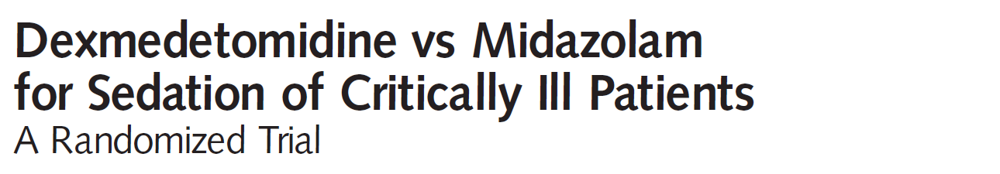 Dexmedetomidine vs Midazolam
for Sedation of Critically Ill Patients
A Randomized Trial